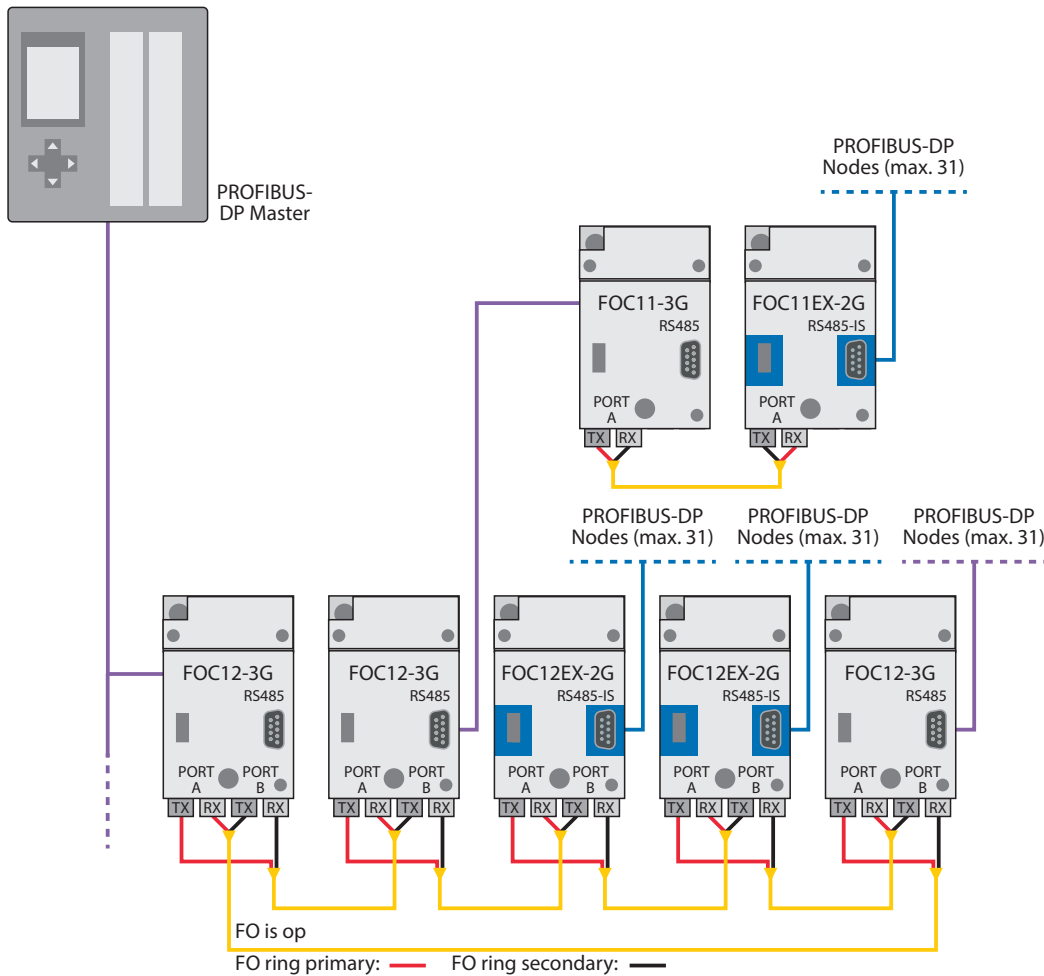 PROFIBUS-
DP Master
PROFIBUS-DP
Nodes (max. 31)
FOC11-3G
RS485
PORT
A
TX
RX
FOC11EX-2G
RS485-IS
PORT
A
TX
RX
PROFIBUS-DP
Nodes (max. 31)
PROFIBUS-DP
Nodes (max. 31)
PROFIBUS-DP
Nodes (max. 31)
FOC12-3G
RS485
PORT
A
PORT
B
TX
RX
TX
RX
FOC12-3G
RS485
PORT
A
PORT
B
TX
RX
TX
RX
FOC12EX-2G
RS485-IS
PORT
A
PORT
B
TX
RX
TX
RX
FOC12EX-2G
RS485-IS
PORT
A
PORT
B
TX
RX
TX
RX
FOC12-3G
RS485
PORT
A
PORT
B
TX
RX
TX
RX
FO is op
FO ring primary: FO ring secondary: